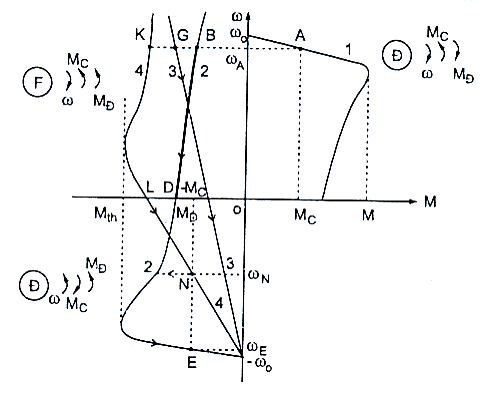 K G B ω
ω₀ A 1 Đ M_C
ω M_Đ
ω_A
F M_C 4 3 2
ω M_Đ
L D -M_C
M_th M_Đ o M_C M M
Đ M_Đ
ω M_C
2 3 ω_N
N 4
ω_E
E -ω₀